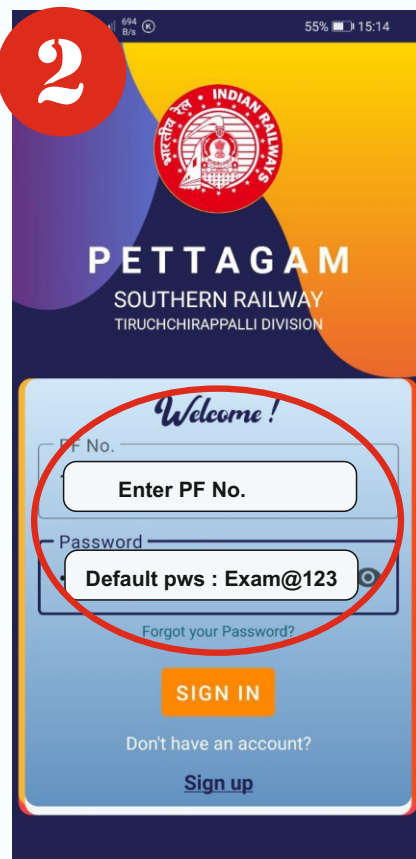 2
694
B/s
K
55%
15:14
भारतीय रेल • INDIAN RAILWAYS
PETTAGAM
SOUTHERN RAILWAY
TIRUCHCHIRAPPALLI DIVISION
Welcome !
PF No.
Enter PF No.
Password
Default pws : Exam@123
Forgot your Password?
SIGN IN
Don't have an account?
Sign up